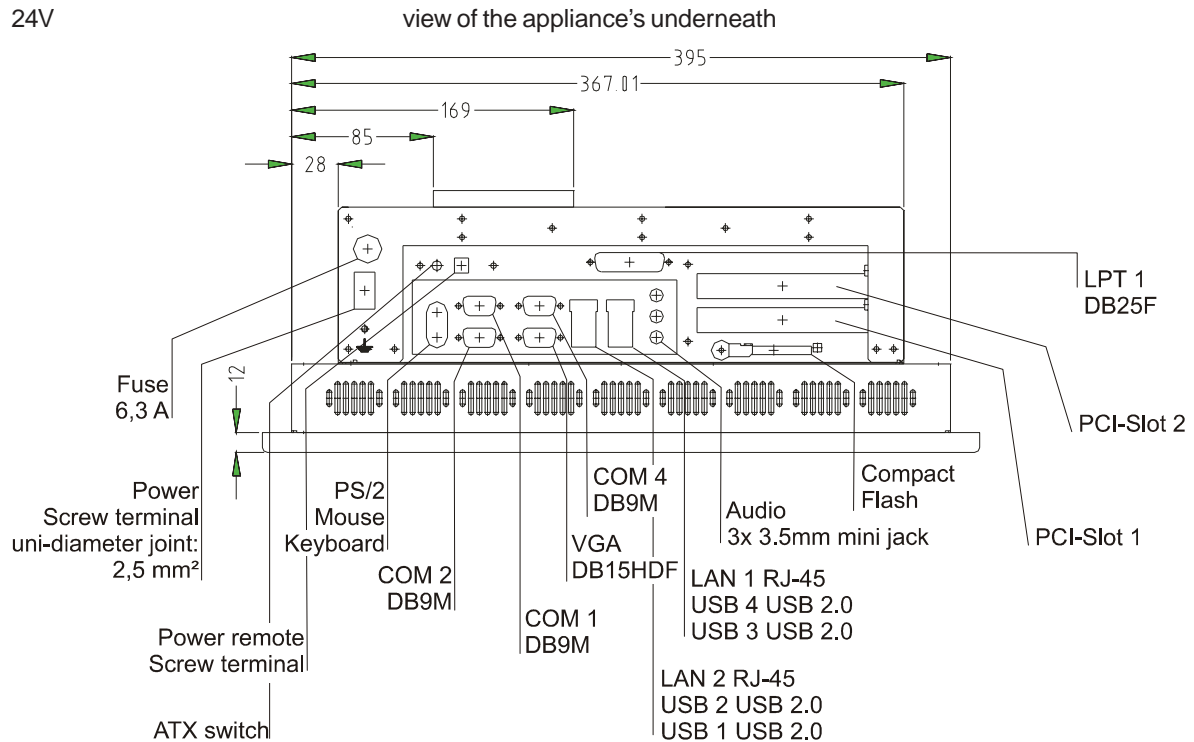 24V
view of the appliance's underneath
395
367.01
169
85
28
LPT 1
DB25F
12
Fuse
6,3 A
PCI-Slot 2
Power
Screw terminal
uni-diameter joint:
2,5 mm²
PS/2
Mouse
Keyboard
COM 4
DB9M
Compact
Flash
Audio
3x 3.5mm mini jack
PCI-Slot 1
VGA
DB15HDF
COM 2
DB9M
LAN 1 RJ-45
USB 4 USB 2.0
USB 3 USB 2.0
COM 1
DB9M
Power remote
Screw terminal
LAN 2 RJ-45
USB 2 USB 2.0
USB 1 USB 2.0
ATX switch